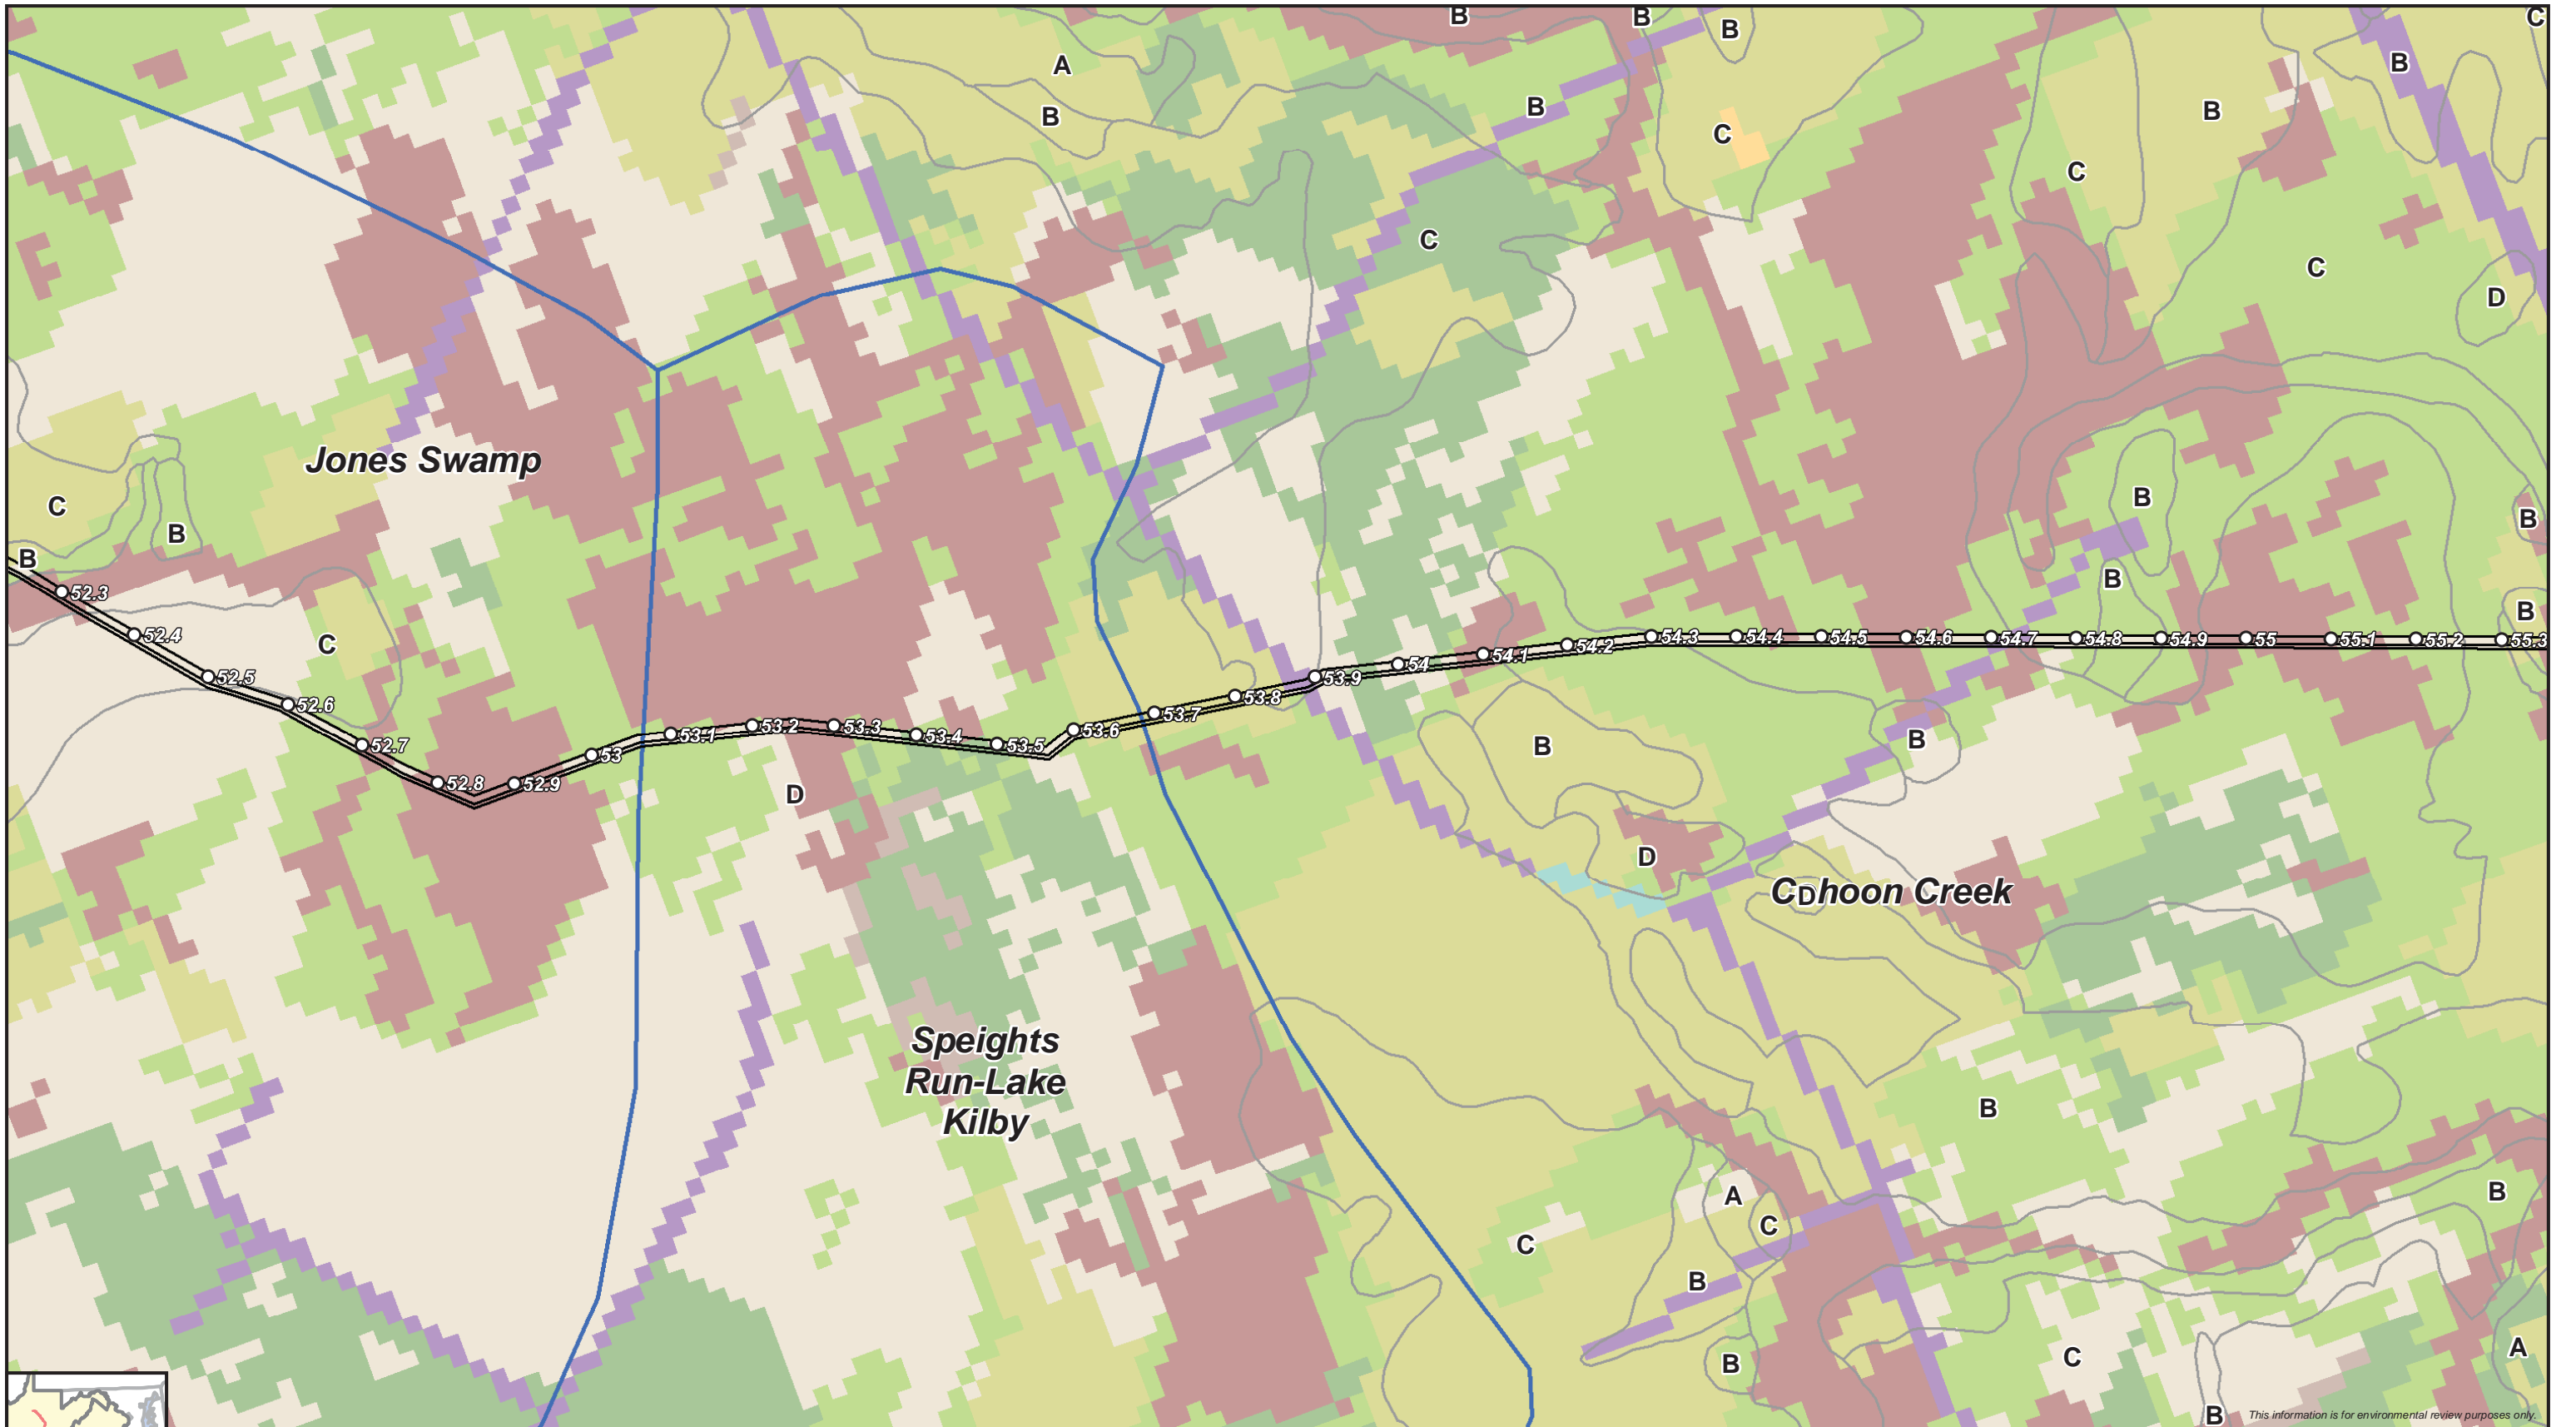 B
B
B
C
A
B
B
B
B
C
B
C
C
C
D
Jones Swamp
C
B
B
B
B
B
B
C
D
52.3
52.4
52.5
52.6
52.7
52.8
52.9
53
53.1
53.2
53.3
53.4
53.5
53.6
53.7
53.8
53.9
54
54.1
54.2
54.3
54.4
54.5
54.6
54.7
54.8
54.9
55
55.1
55.2
55.3
B
B
D
Cohoon Creek
D
Speights
Run-Lake
Kilby
B
A
C
B
C
B
B
C
A
B
This information is for environmental review purposes only.